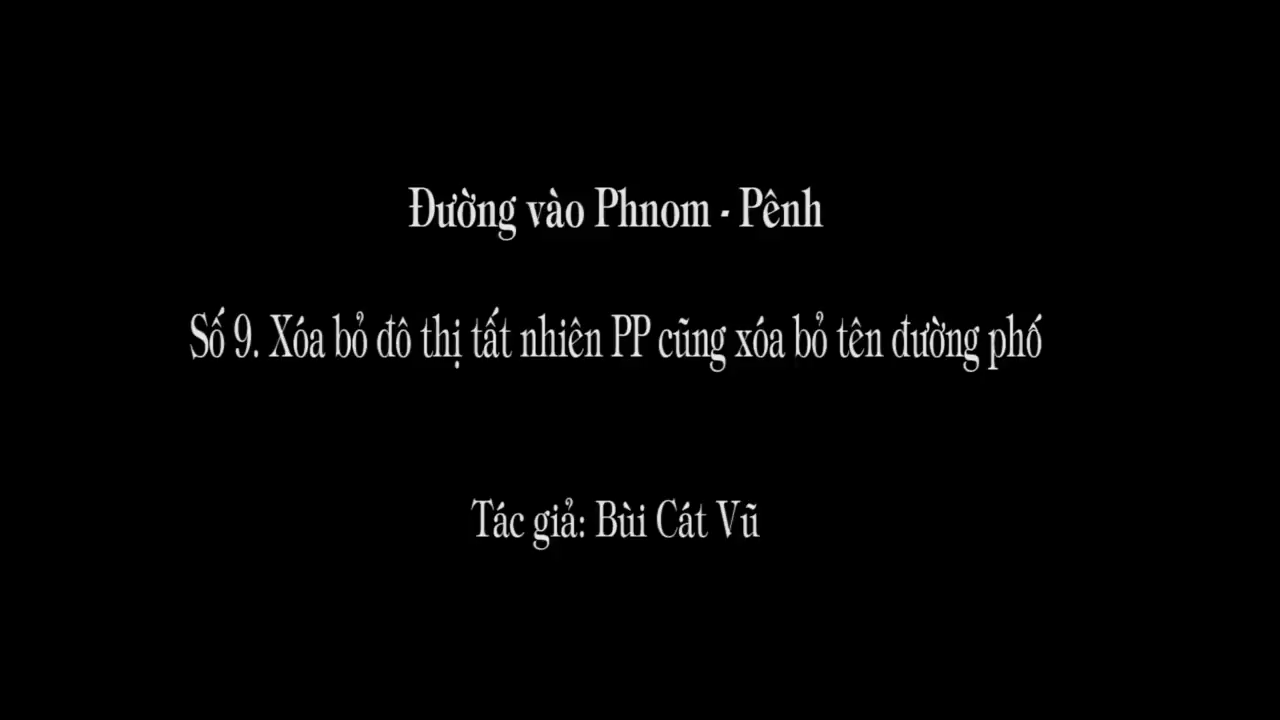 Đường vào Phnom - Pênh
Số 9. Xóa bỏ đô thị tất nhiên PP cũng xóa bỏ tên đường phố
Tác giả: Bùi Cát Vũ